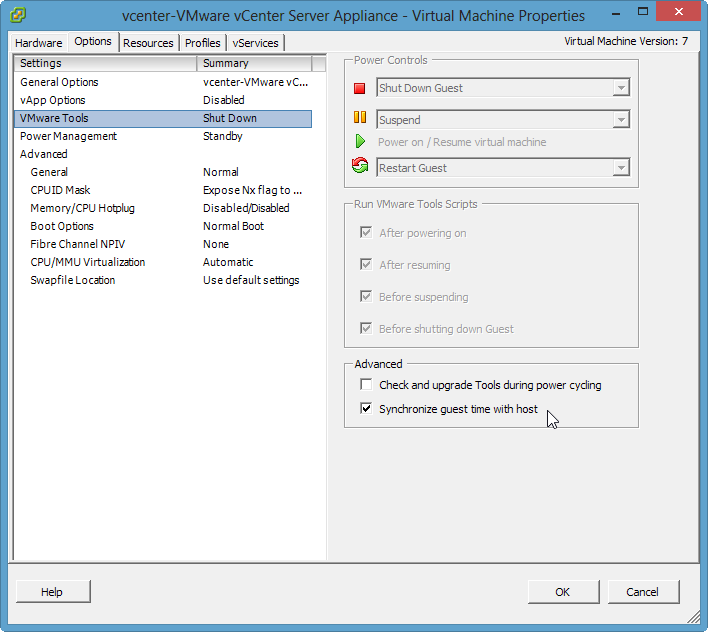 vcenter-VMware vCenter Server Appliance - Virtual Machine Properties
Hardware Options Resources Profiles vServices Virtual Machine Version: 7
Settings Summary
General Options vcenter-VMware vC...
vApp Options Disabled
VMware Tools Shut Down
Power Management Standby
Advanced
General Normal
CPUID Mask Expose Nx flag to ...
Memory/CPU Hotplug Disabled/Disabled
Boot Options Normal Boot
Fibre Channel NPIV None
CPU/MMU Virtualization Automatic
Swapfile Location Use default settings
Power Controls
Shut Down Guest
Suspend
Power on / Resume virtual machine
Restart Guest
Run VMware Tools Scripts
After powering on
After resuming
Before suspending
Before shutting down Guest
Advanced
Check and upgrade Tools during power cycling
Synchronize guest time with host
Help OK Cancel